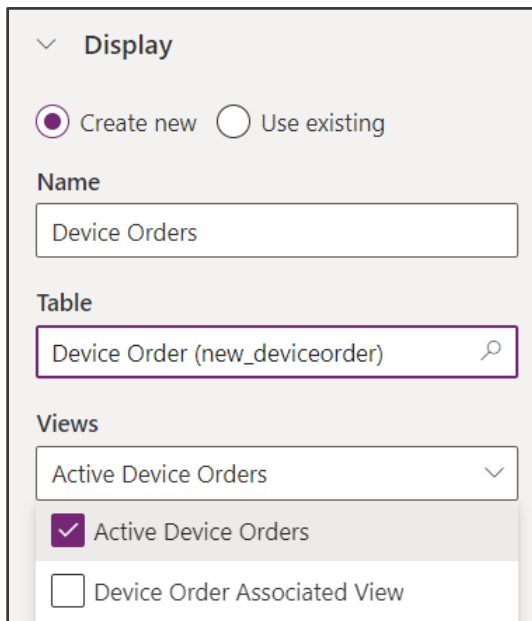 Display
Create new Use existing
Name
Device Orders
Table
Device Order (new_deviceorder)
Views
Active Device Orders
Active Device Orders
Device Order Associated View